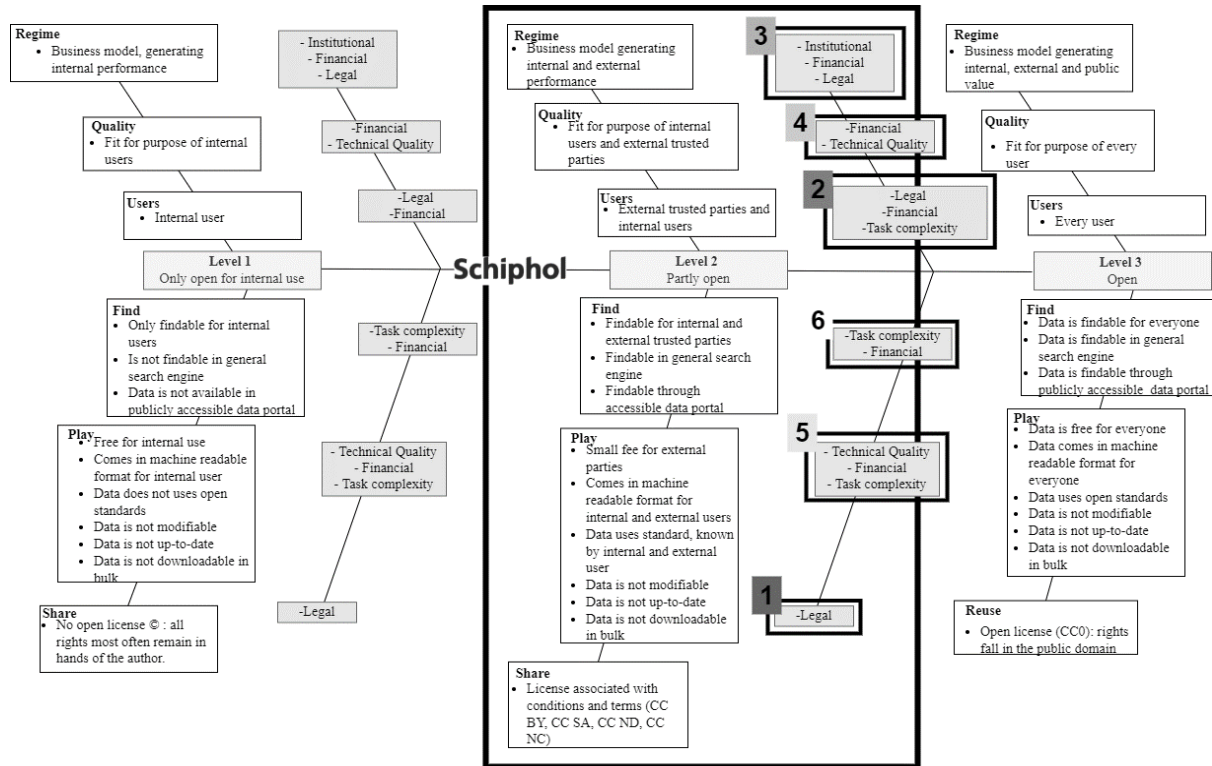 Regime
• Business model, generating
internal performance
Quality
• Fit for purpose of internal
users
Users
• Internal user
Level 1
Only open for internal use
Find
• Only findable for internal
users
• Is not findable in general
search engine
• Data is not available in
publicly accessible data portal
Play
• Free for internal use
• Comes in machine readable
format for internal user
• Data does not uses open
standards
• Data is not modifiable
• Data is not up-to-date
• Data is not downloadable in
bulk
Share
• No open license © : all
rights most often remain in
hands of the author.
- Institutional
- Financial
- Legal
-Financial
- Technical Quality
-Legal
-Financial
Schiphol
-Task complexity
- Financial
- Technical Quality
- Financial
- Task complexity
-Legal
Regime
• Business model generating
internal and external
performance
Quality
• Fit for purpose of internal
users and external trusted
parties
Users
• External trusted parties and
internal users
Level 2
Partly open
Find
• Findable for internal and
external trusted parties
• Findable in general search
engine
• Findable through
accessible data portal
Play
• Small fee for external
parties
• Comes in machine
readable format for
internal and external users
• Data uses standard, known
by internal and external
user
• Data is not modifiable
• Data is not up-to-date
• Data is not downloadable
in bulk
Share
• License associated with
conditions and terms (CC
BY, CC SA, CC ND, CC
NC)
3
- Institutional
- Financial
- Legal
4
-Financial
- Technical Quality
2
-Legal
-Financial
-Task complexity
6
-Task complexity
- Financial
5
- Technical Quality
- Financial
- Task complexity
1
-Legal
Regime
• Business model generating
internal, external and public
value
Quality
• Fit for purpose of every
user
Users
• Every user
Level 3
Open
Find
• Data is findable for everyone
• Data is findable in general
search engine
• Data is findable through
publicly accessible data portal
Play
• Data is free for everyone
• Data comes in machine
readable format for
everyone
• Data uses open standards
• Data is not modifiable
• Data is not up-to-date
• Data is not downloadable
in bulk
Reuse
• Open license (CC0): rights
fall in the public domain